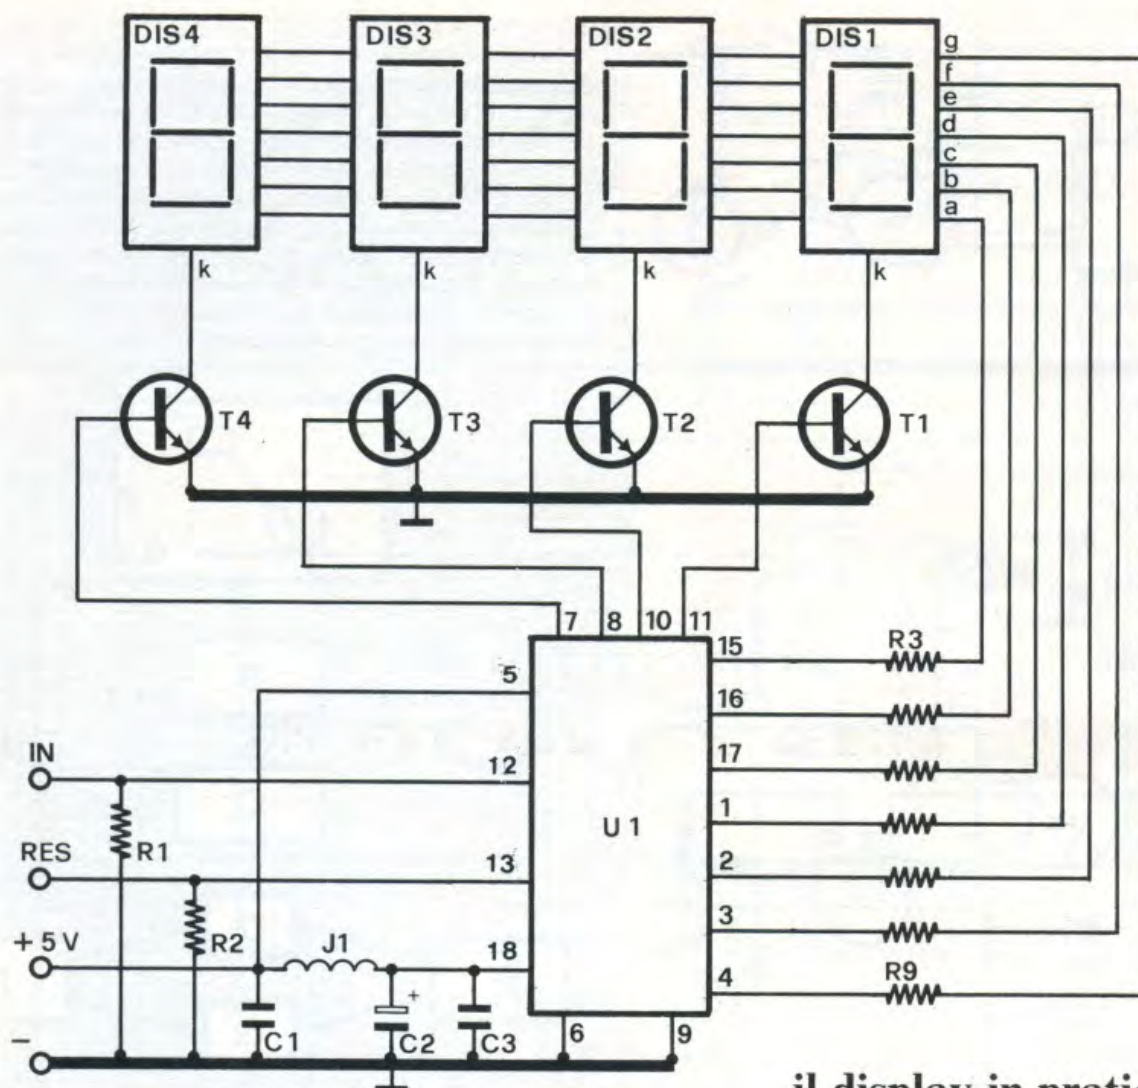 DIS4 DIS3 DIS2 DIS1
g
f
e
d
c
b
a
k k k k
T4 T3 T2 T1
7 8 10 11
15 R3
5
16
IN
12 17
U1
1
R1
RES
13 2
3
R2
+5V J1
18
4 R9
+
C1 C2 C3 6 9
-
il display in pratic